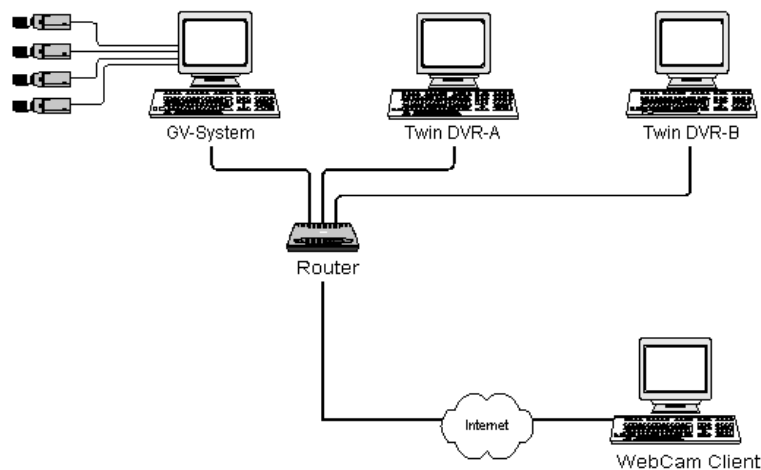 GV-System
Twin DVR-A
Twin DVR-B
Router
Internet
WebCam Client